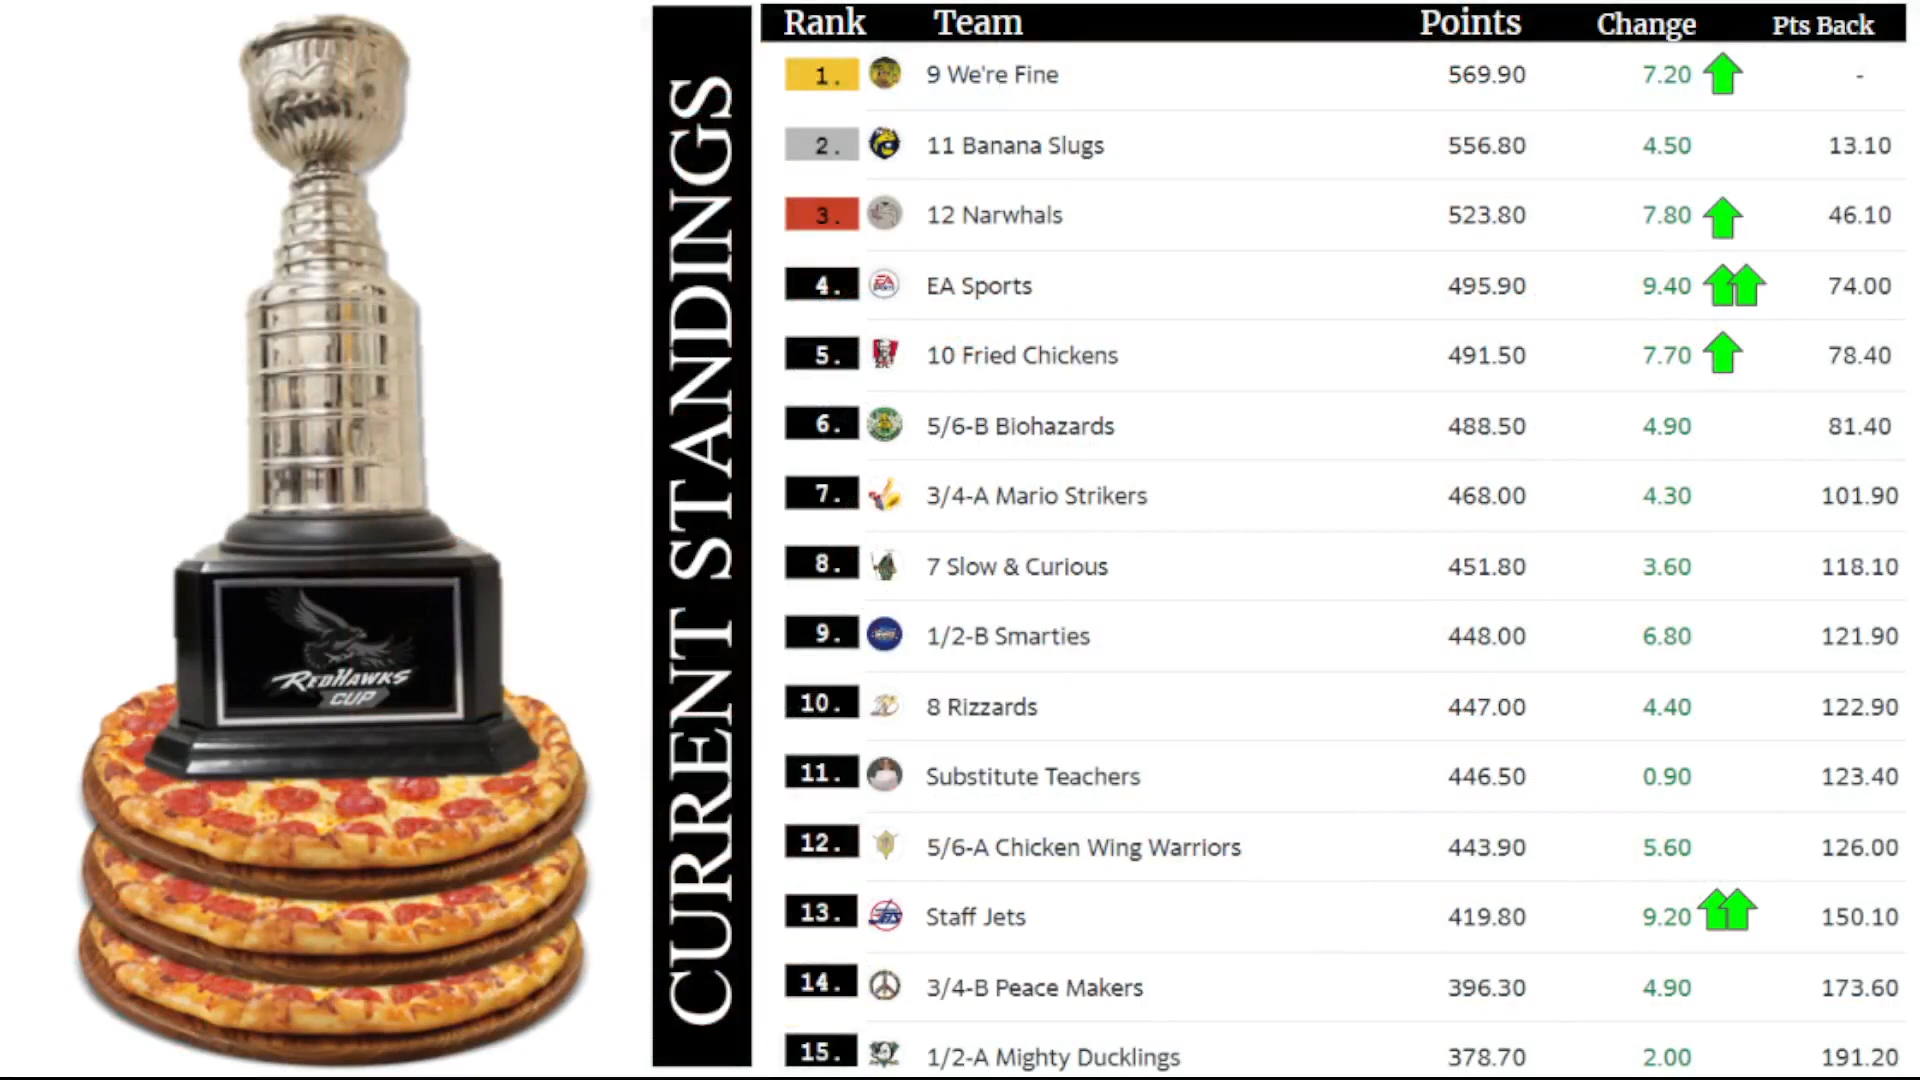 REDHAWKS
CUP
CURRENT STANDINGS
Rank Team Points Change Pts Back
1. 9 We're Fine 569.90 7.20 -
2. 11 Banana Slugs 556.80 4.50 13.10
3. 12 Narwhals 523.80 7.80 46.10
4. EA Sports 495.90 9.40 74.00
5. 10 Fried Chickens 491.50 7.70 78.40
6. 5/6-B Biohazards 488.50 4.90 81.40
7. 3/4-A Mario Strikers 468.00 4.30 101.90
8. 7 Slow & Curious 451.80 3.60 118.10
9. 1/2-B Smarties 448.00 6.80 121.90
10. 8 Rizzards 447.00 4.40 122.90
11. Substitute Teachers 446.50 0.90 123.40
12. 5/6-A Chicken Wing Warriors 443.90 5.60 126.00
13. Staff Jets 419.80 9.20 150.10
14. 3/4-B Peace Makers 396.30 4.90 173.60
15. 1/2-A Mighty Ducklings 378.70 2.00 191.20